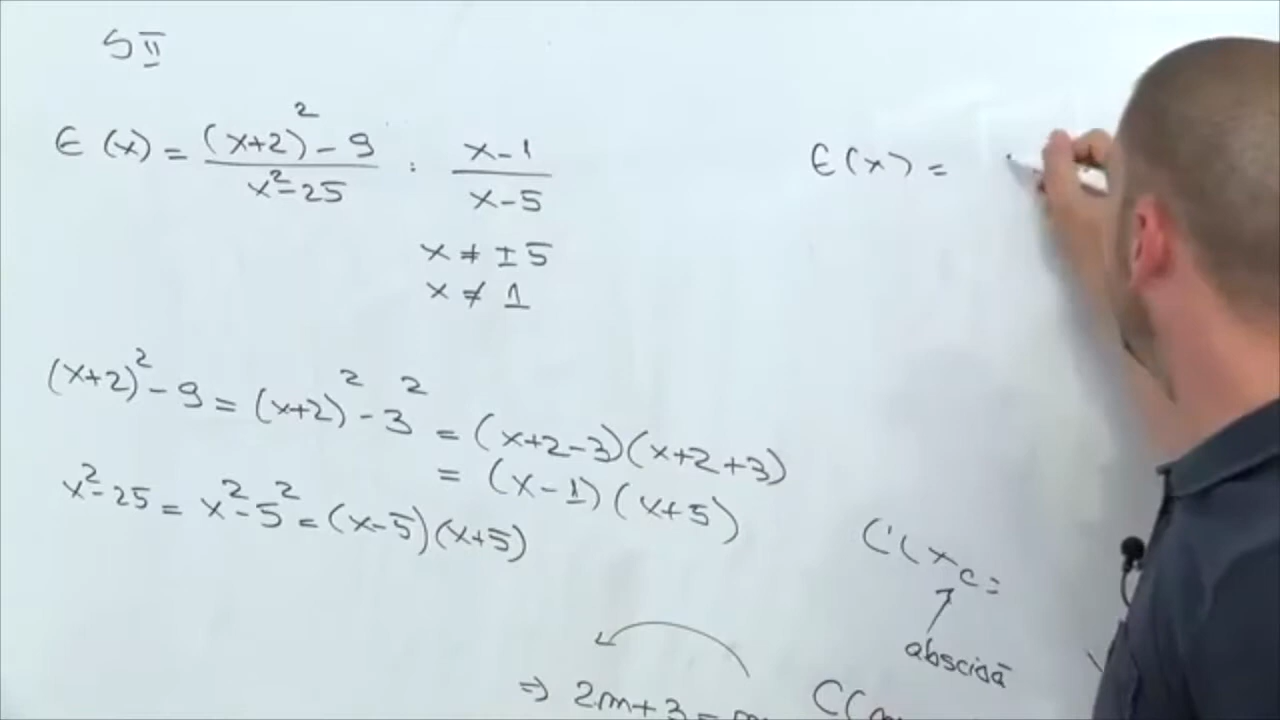 S II
E(x) = ((x+2)² - 9)/(x² - 25) : (x-1)/(x-5)
x ≠ ±5
x ≠ 1
E(x) =
(x+2)² - 9 = (x+2)² - 3² = (x+2-3)(x+2+3)
= (x-1)(x+5)
x² - 25 = x² - 5² = (x-5)(x+5)
C(x_C =
abscisă
⇒ 2m+3 = m
C(m